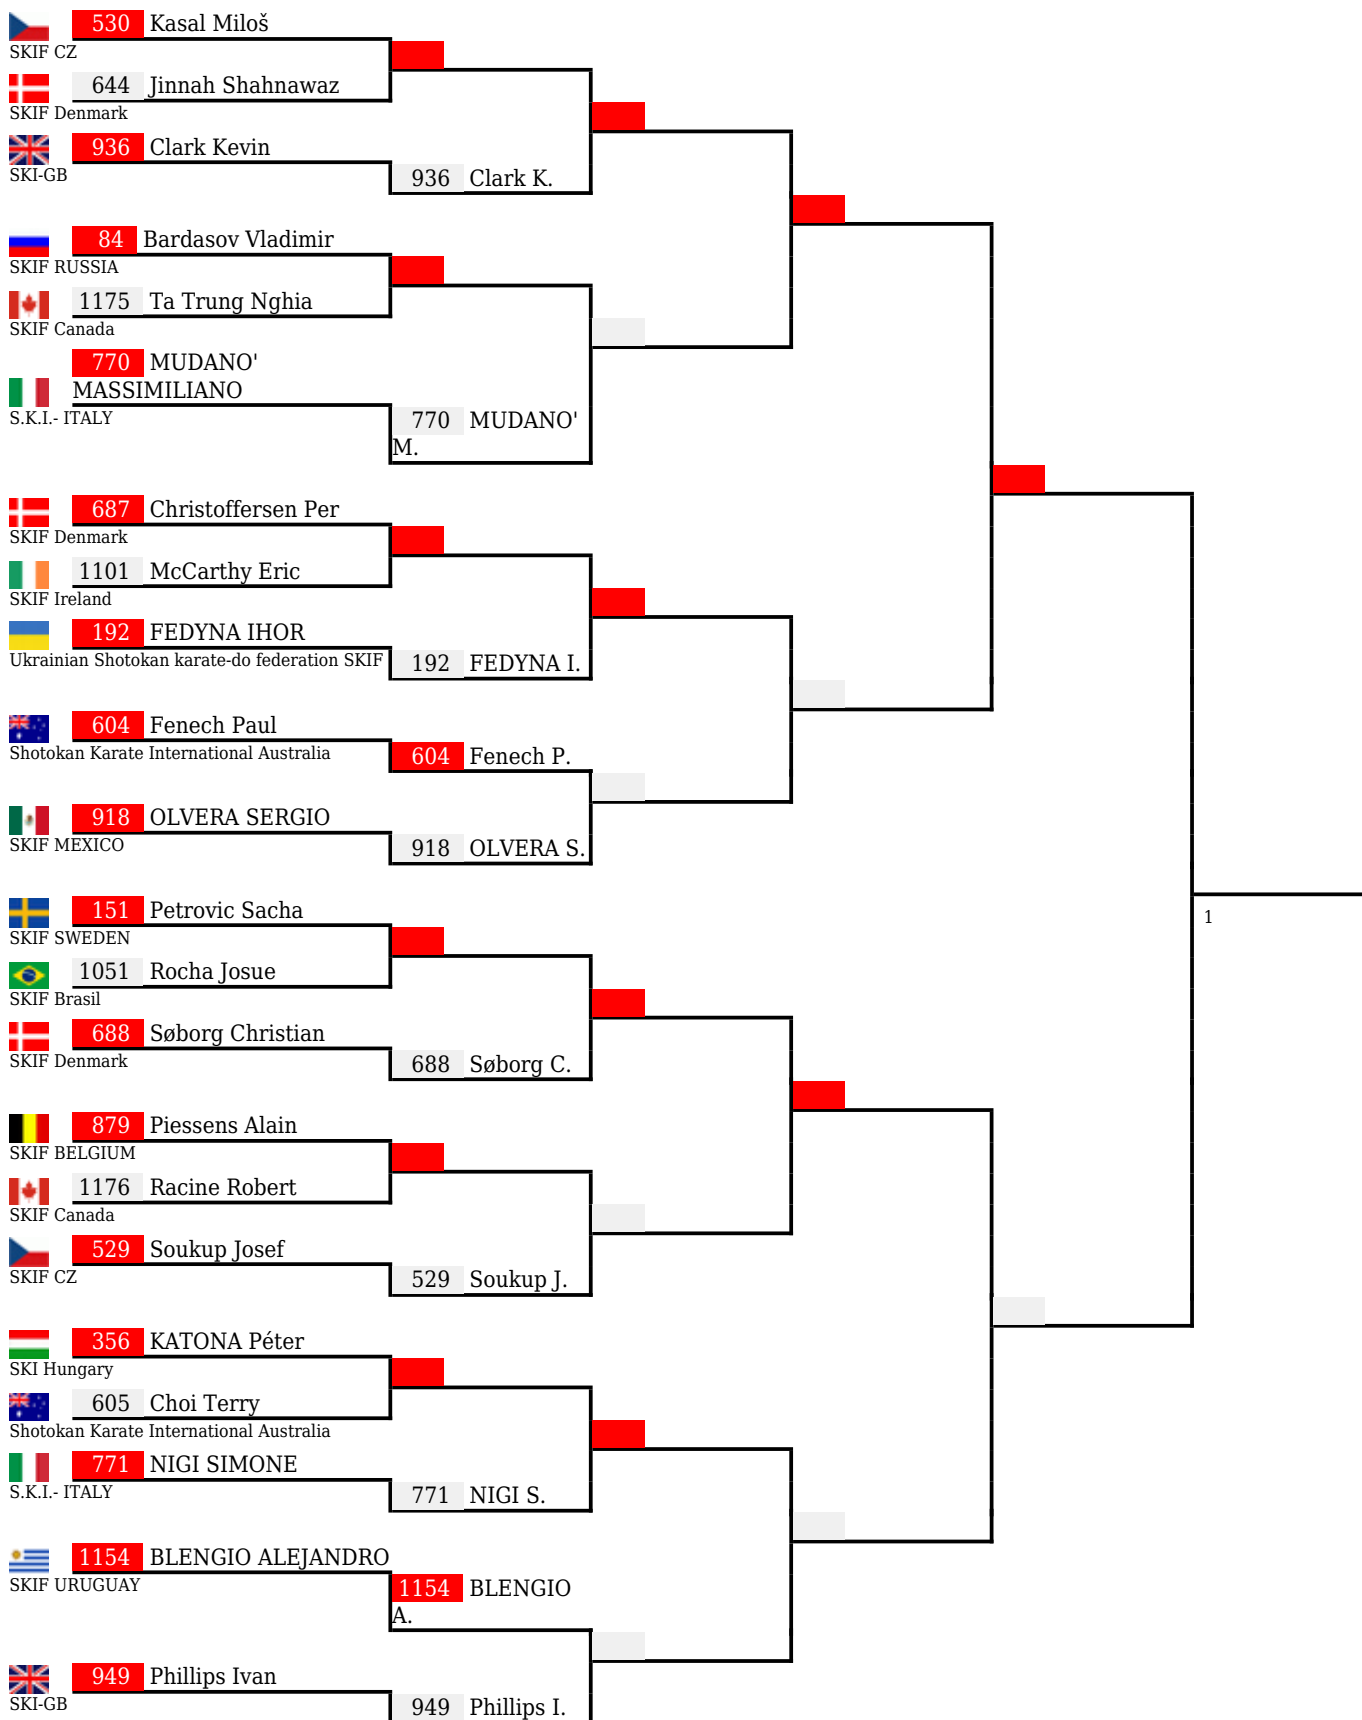 530 Kasal Miloš
SKIF CZ
644 Jinnah Shahnawaz
SKIF Denmark
936 Clark Kevin
SKI-GB
936 Clark K.
84 Bardasov Vladimir
SKIF RUSSIA
1175 Ta Trung Nghia
SKIF Canada
770 MUDANO'
MASSIMILIANO
S.K.I.- ITALY
770 MUDANO'
M.
687 Christoffersen Per
SKIF Denmark
1101 McCarthy Eric
SKIF Ireland
192 FEDYNA IHOR
Ukrainian Shotokan karate-do federation SKIF
192 FEDYNA I.
604 Fenech Paul
Shotokan Karate International Australia
604 Fenech P.
918 OLVERA SERGIO
SKIF MEXICO
918 OLVERA S.
151 Petrovic Sacha
SKIF SWEDEN
1
1051 Rocha Josue
SKIF Brasil
688 Søborg Christian
SKIF Denmark
688 Søborg C.
879 Piessens Alain
SKIF BELGIUM
1176 Racine Robert
SKIF Canada
529 Soukup Josef
SKIF CZ
529 Soukup J.
356 KATONA Péter
SKI Hungary
605 Choi Terry
Shotokan Karate International Australia
771 NIGI SIMONE
S.K.I.- ITALY
771 NIGI S.
1154 BLENGIO ALEJANDRO
SKIF URUGUAY
1154 BLENGIO
A.
949 Phillips Ivan
SKI-GB
949 Phillips I.